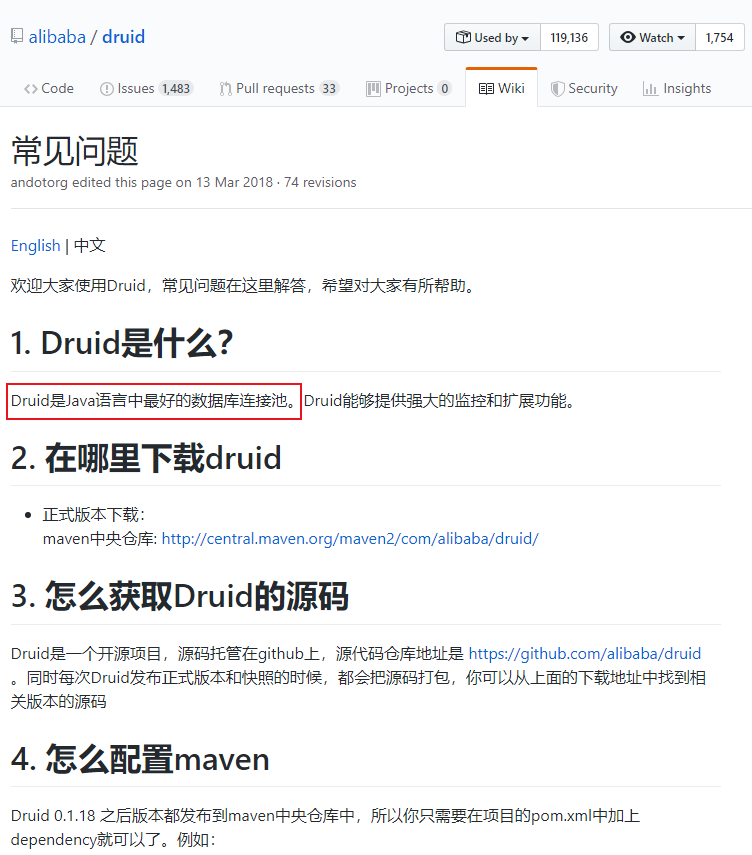 alibaba / druid
Used by 119,136 Watch 1,754
Code Issues 1,483 Pull requests 33 Projects 0 Wiki Security Insights
常见问题
andotorg edited this page on 13 Mar 2018 · 74 revisions
English | 中文
欢迎大家使用Druid，常见问题在这里解答，希望对大家有所帮助。
1. Druid是什么？
Druid是Java语言中最好的数据库连接池。Druid能够提供强大的监控和扩展功能。
2. 在哪里下载druid
• 正式版本下载：
maven中央仓库: http://central.maven.org/maven2/com/alibaba/druid/
3. 怎么获取Druid的源码
Druid是一个开源项目，源码托管在github上，源代码仓库地址是 https://github.com/alibaba/druid
。同时每次Druid发布正式版本和快照的时候，都会把源码打包，你可以从上面的下载地址中找到相
关版本的源码
4. 怎么配置maven
Druid 0.1.18 之后版本都发布到maven中央仓库中，所以你只需要在项目的pom.xml中加上
dependency就可以了。例如：